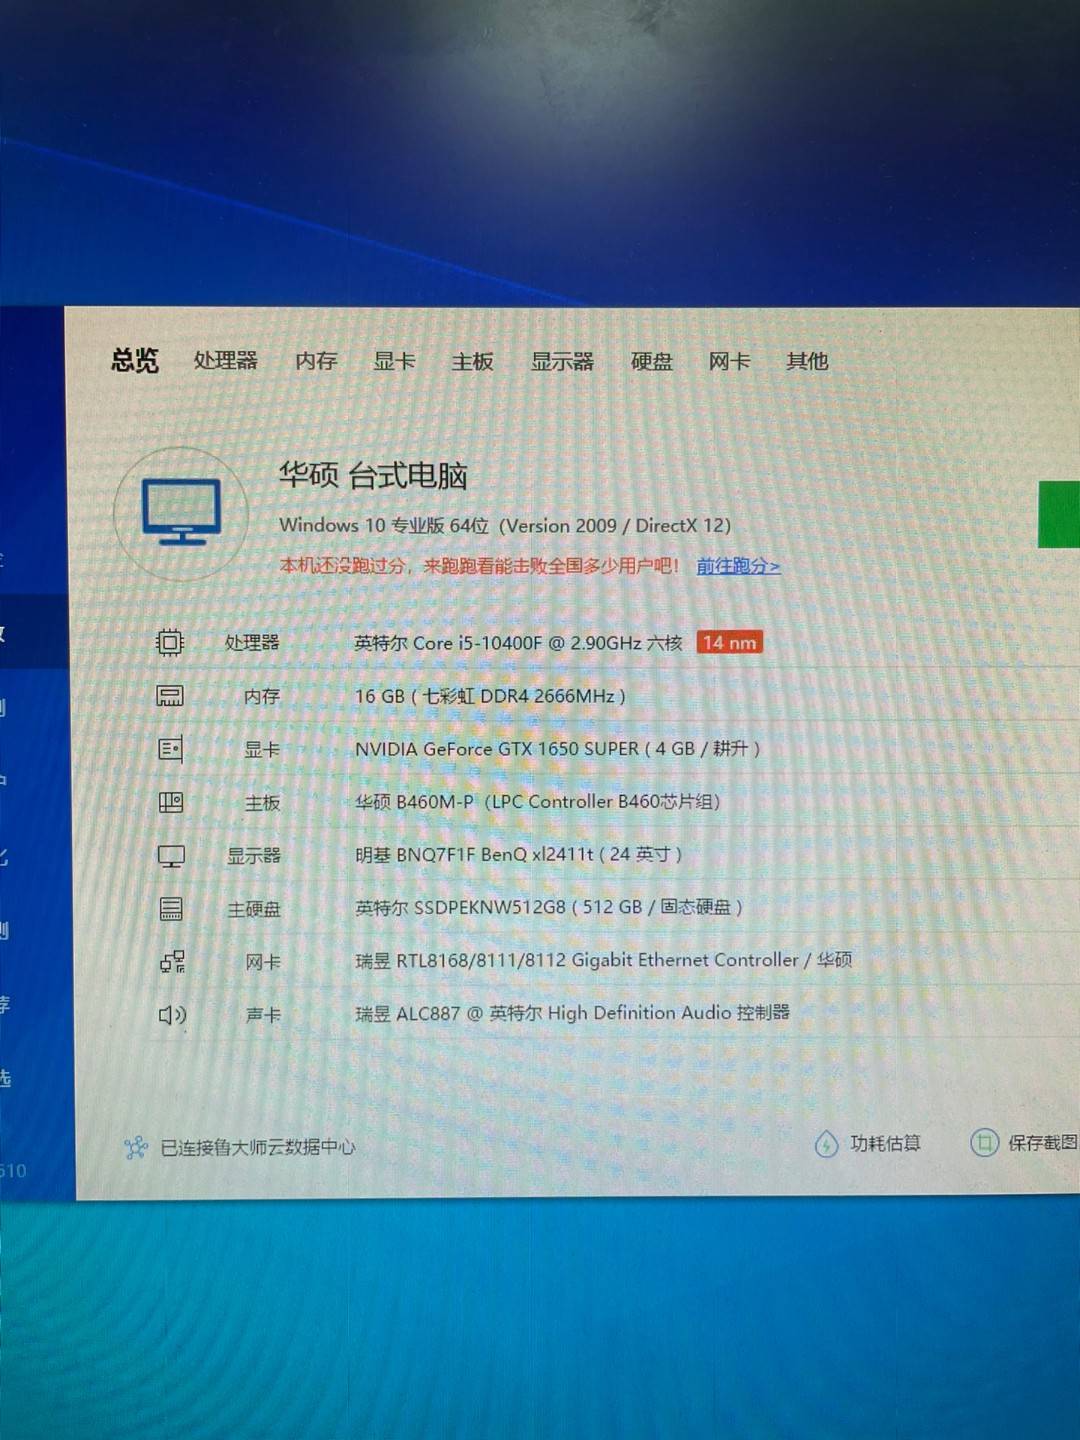 总览 处理器 内存 显卡 主板 显示器 硬盘 网卡 其他
华硕 台式电脑
Windows 10 专业版 64位 (Version 2009 / DirectX 12)
本机还没跑过分，来跑跑看能击败全国多少用户吧！ 前往跑分>
处理器 英特尔 Core i5-10400F @ 2.90GHz 六核 14 nm
内存 16 GB ( 七彩虹 DDR4 2666MHz )
显卡 NVIDIA GeForce GTX 1650 SUPER ( 4 GB / 耕升 )
主板 华硕 B460M-P (LPC Controller B460芯片组)
显示器 明基 BNQ7F1F BenQ xl2411t ( 24 英寸 )
主硬盘 英特尔 SSDPEKNW512G8 ( 512 GB / 固态硬盘 )
网卡 瑞昱 RTL8168/8111/8112 Gigabit Ethernet Controller / 华硕
声卡 瑞昱 ALC887 @ 英特尔 High Definition Audio 控制器
已连接鲁大师云数据中心 功耗估算 保存截图